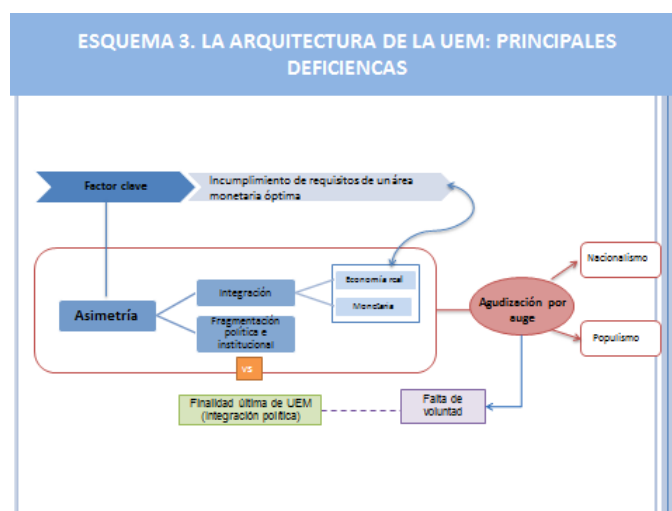 ESQUEMA 3. LA ARQUITECTURA DE LA UEM: PRINCIPALES
DEFICIENCAS
Factor clave
Incumplimiento de requisitos de un área
monetaria óptima
Asimetría
Integración
Fragmentación
política e
institucional
Economía real
Monetaria
vs
Agudización por
auge
Nacionalismo
Populismo
Finalidad última de UEM
(integración política)
Falta de
voluntad